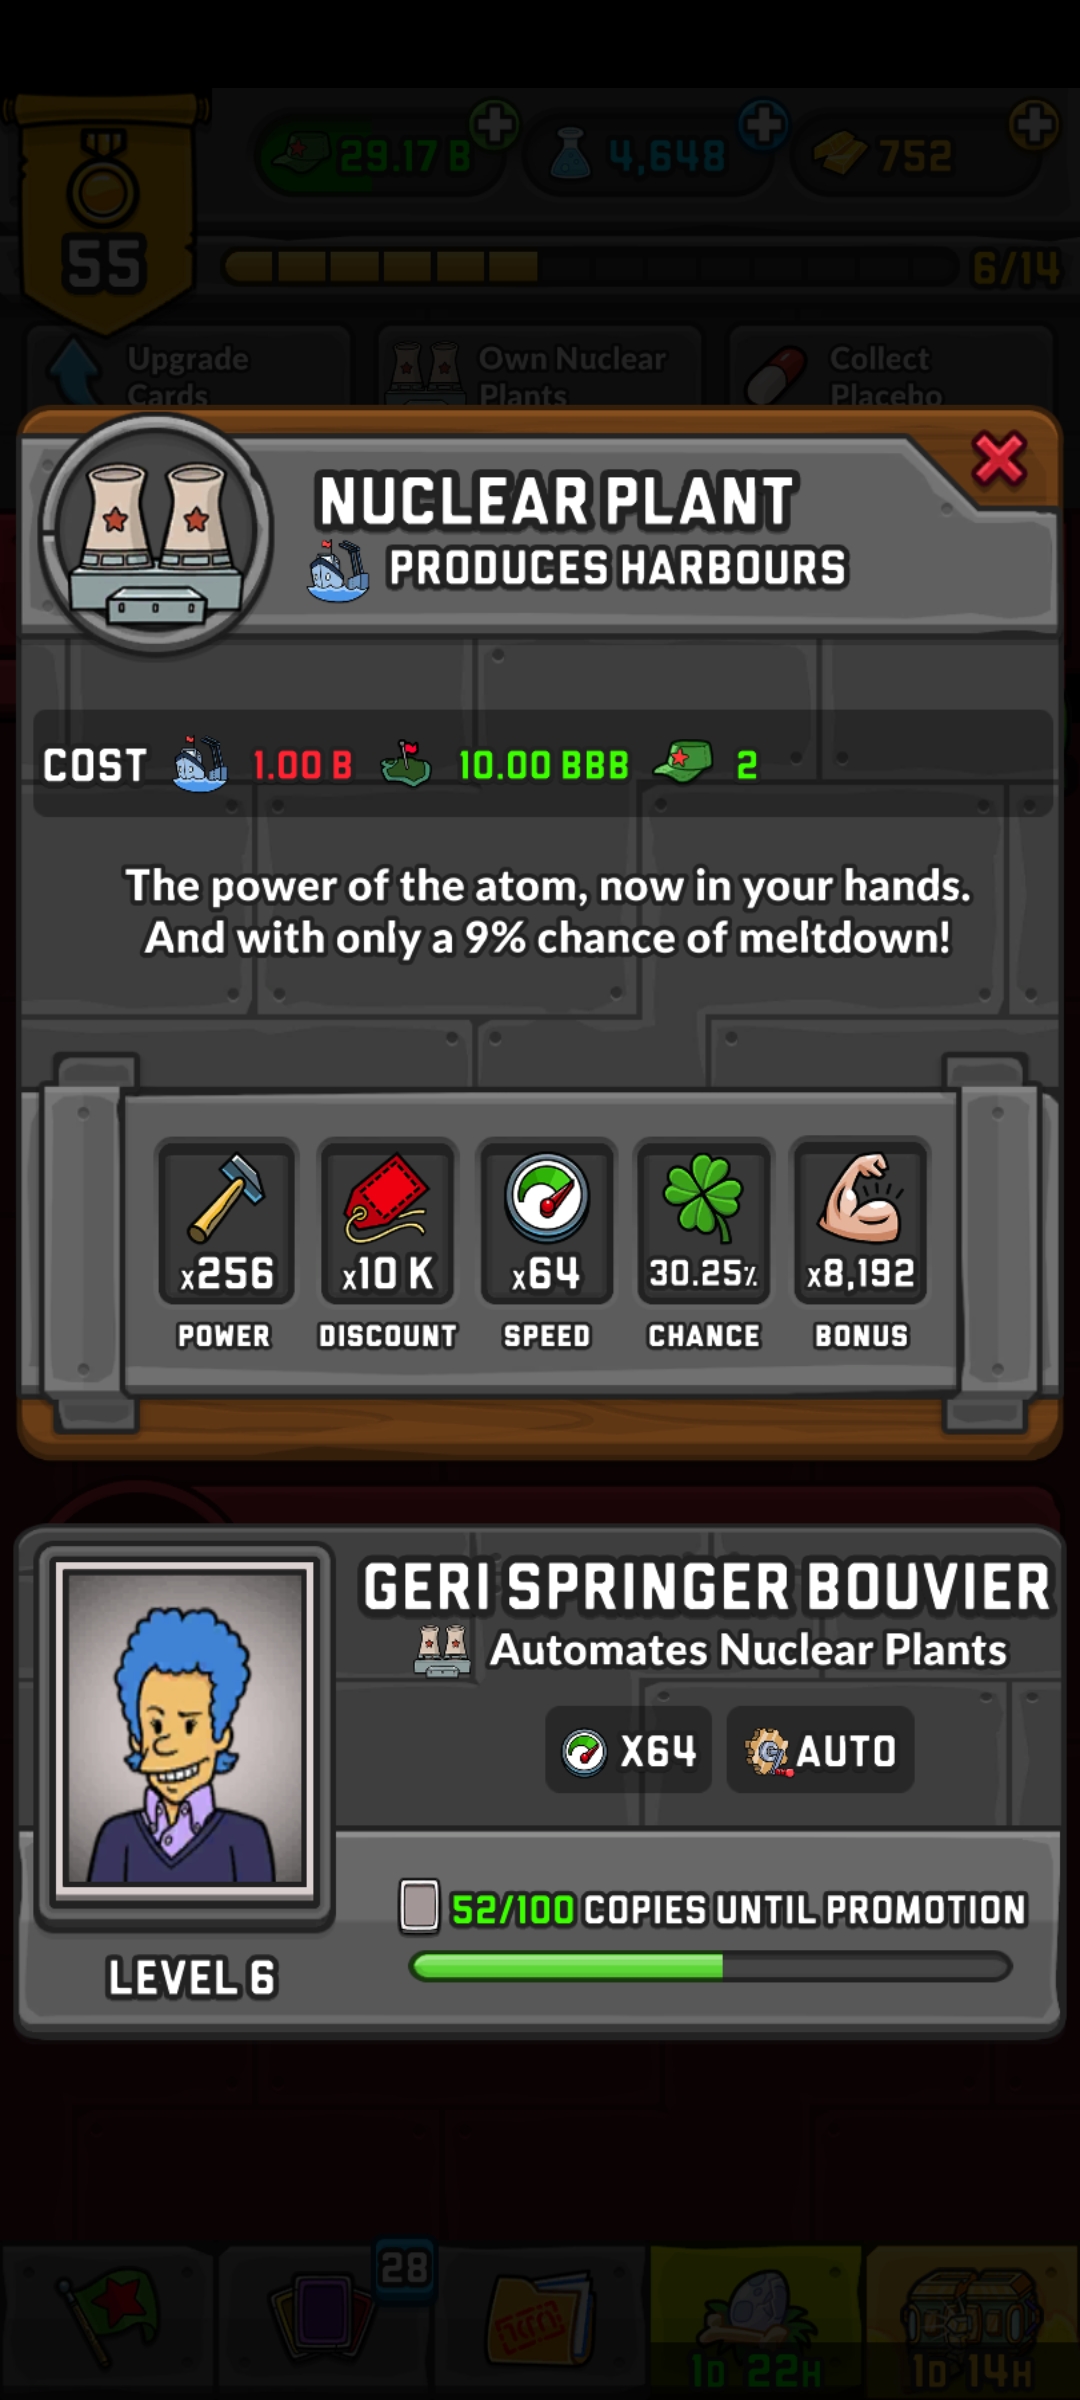 29.17 B
4,648
752
55
6/14
Upgrade
Cards
Own Nuclear
Plants
Collect
Placebo
NUCLEAR PLANT
PRODUCES HARBOURS
COST 1.00 B 10.00 BBB 2
The power of the atom, now in your hands.
And with only a 9% chance of meltdown!
x256 x10 K x64 30.25% x8,192
POWER DISCOUNT SPEED CHANCE BONUS
GERI SPRINGER BOUVIER
Automates Nuclear Plants
X64 AUTO
52/100 COPIES UNTIL PROMOTION
LEVEL 6
28
1D 22H
1D 14H